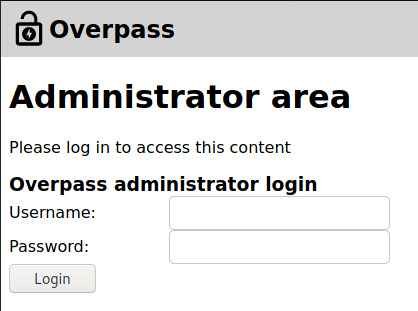 Overpass
Administrator area
Please log in to access this content
Overpass administrator login
Username:
Password:
Login